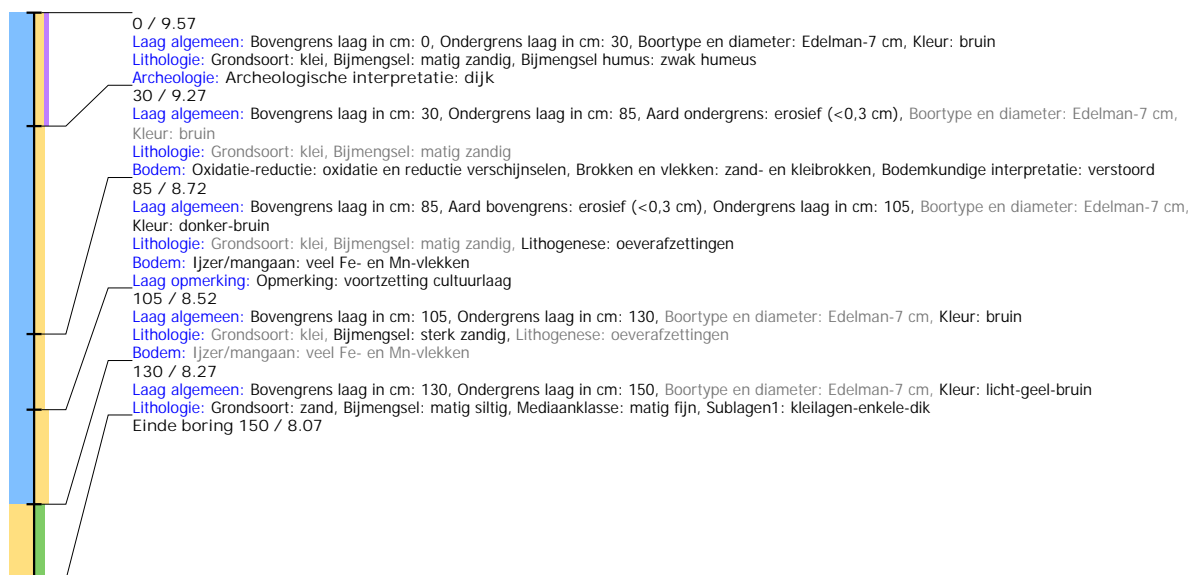 0 / 9.57
Laag algemeen: Bovengrens laag in cm: 0, Ondergrens laag in cm: 30, Boortype en diameter: Edelman-7 cm, Kleur: bruin
Lithologie: Grondsoort: klei, Bijmengsel: matig zandig, Bijmengsel humus: zwak humeus
Archeologie: Archeologische interpretatie: dijk
30 / 9.27
Laag algemeen: Bovengrens laag in cm: 30, Ondergrens laag in cm: 85, Aard ondergrens: erosief (<0,3 cm), Boortype en diameter: Edelman-7 cm,
Kleur: bruin
Lithologie: Grondsoort: klei, Bijmengsel: matig zandig
Bodem: Oxidatie-reductie: oxidatie en reductie verschijnselen, Brokken en vlekken: zand- en kleibrokken, Bodemkundige interpretatie: verstoord
85 / 8.72
Laag algemeen: Bovengrens laag in cm: 85, Aard bovengrens: erosief (<0,3 cm), Ondergrens laag in cm: 105, Boortype en diameter: Edelman-7 cm,
Kleur: donker-bruin
Lithologie: Grondsoort: klei, Bijmengsel: matig zandig, Lithogenese: oeverafzettingen
Bodem: Ijzer/mangaan: veel Fe- en Mn-vlekken
Laag opmerking: Opmerking: voortzetting cultuurlaag
105 / 8.52
Laag algemeen: Bovengrens laag in cm: 105, Ondergrens laag in cm: 130, Boortype en diameter: Edelman-7 cm, Kleur: bruin
Lithologie: Grondsoort: klei, Bijmengsel: sterk zandig, Lithogenese: oeverafzettingen
Bodem: Ijzer/mangaan: veel Fe- en Mn-vlekken
130 / 8.27
Laag algemeen: Bovengrens laag in cm: 130, Ondergrens laag in cm: 150, Boortype en diameter: Edelman-7 cm, Kleur: licht-geel-bruin
Lithologie: Grondsoort: zand, Bijmengsel: matig siltig, Mediaanklasse: matig fijn, Sublagen1: kleilagen-enkele-dik
Einde boring 150 / 8.07